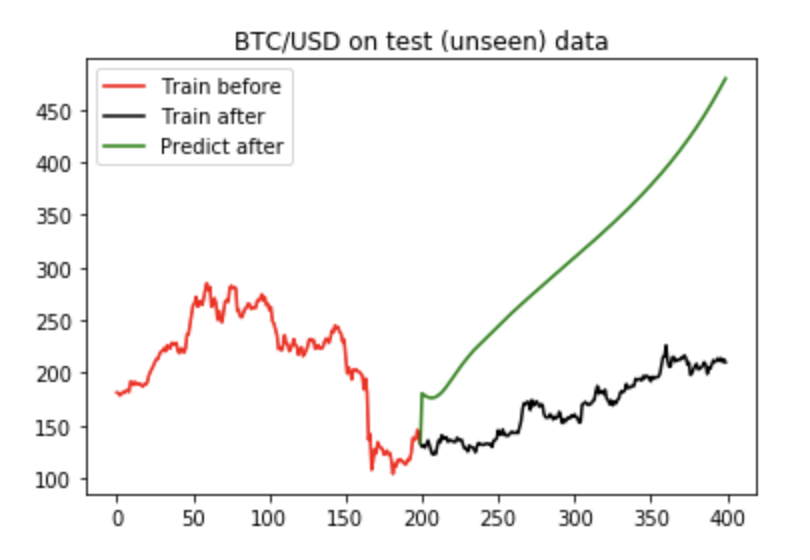 BTC/USD on test (unseen) data
Train before
Train after
Predict after
450
400
350
300
250
200
150
100
0 50 100 150 200 250 300 350 400